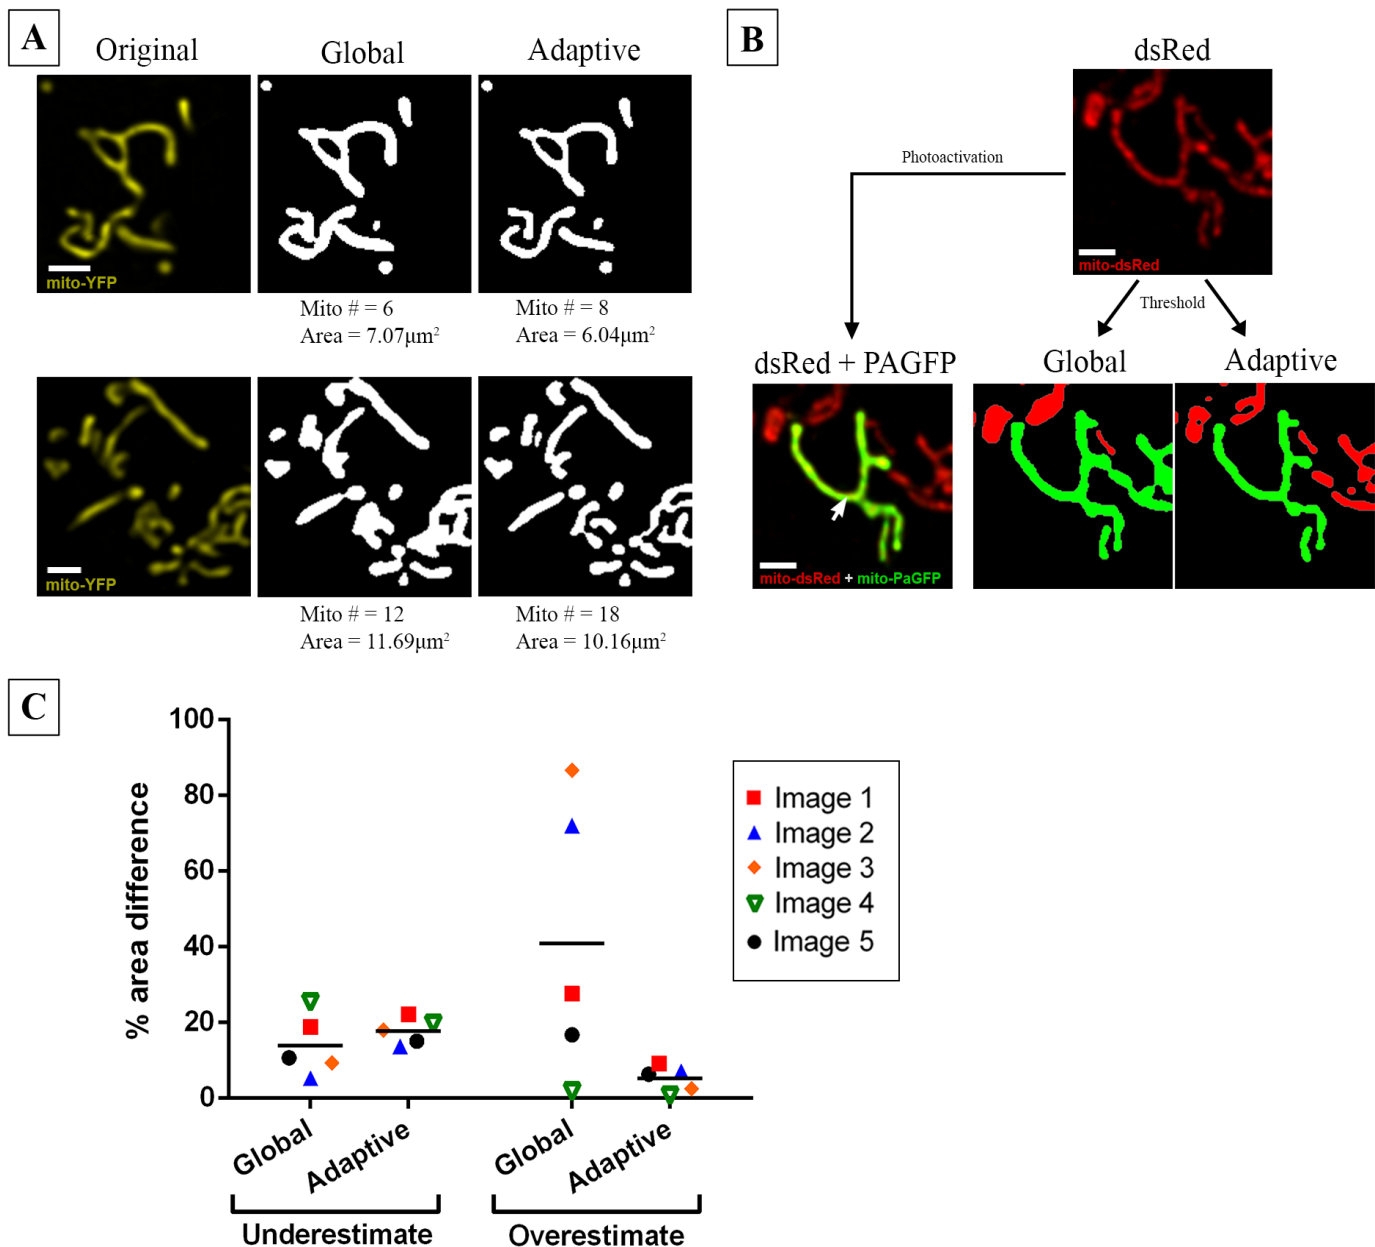 A
Original
Global
Adaptive
mito-YFP
Mito # = 6
Area = 7.07µm²
Mito # = 8
Area = 6.04µm²
mito-YFP
Mito # = 12
Area = 11.69µm²
Mito # = 18
Area = 10.16µm²
B
dsRed
Photoactivation
mito-dsRed
Threshold
dsRed + PAGFP
Global
Adaptive
mito-dsRed + mito-PaGFP
C
% area difference
100
80
60
40
20
0
Global
Adaptive
Global
Adaptive
Underestimate
Overestimate
Image 1
Image 2
Image 3
Image 4
Image 5